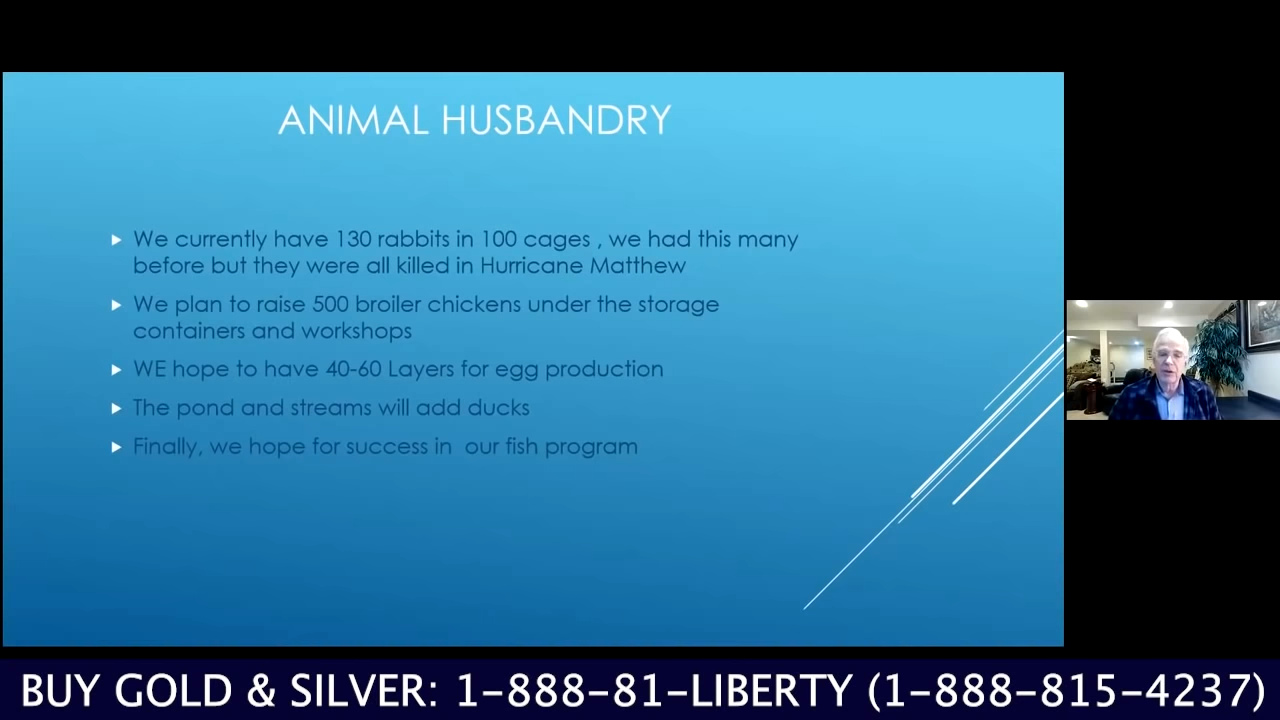 ANIMAL HUSBANDRY
We currently have 130 rabbits in 100 cages , we had this many
before but they were all killed in Hurricane Matthew
We plan to raise 500 broiler chickens under the storage
containers and workshops
WE hope to have 40-60 Layers for egg production
The pond and streams will add ducks
Finally, we hope for success in  our fish program
BUY GOLD & SILVER: 1-888-81-LIBERTY (1-888-815-4237)